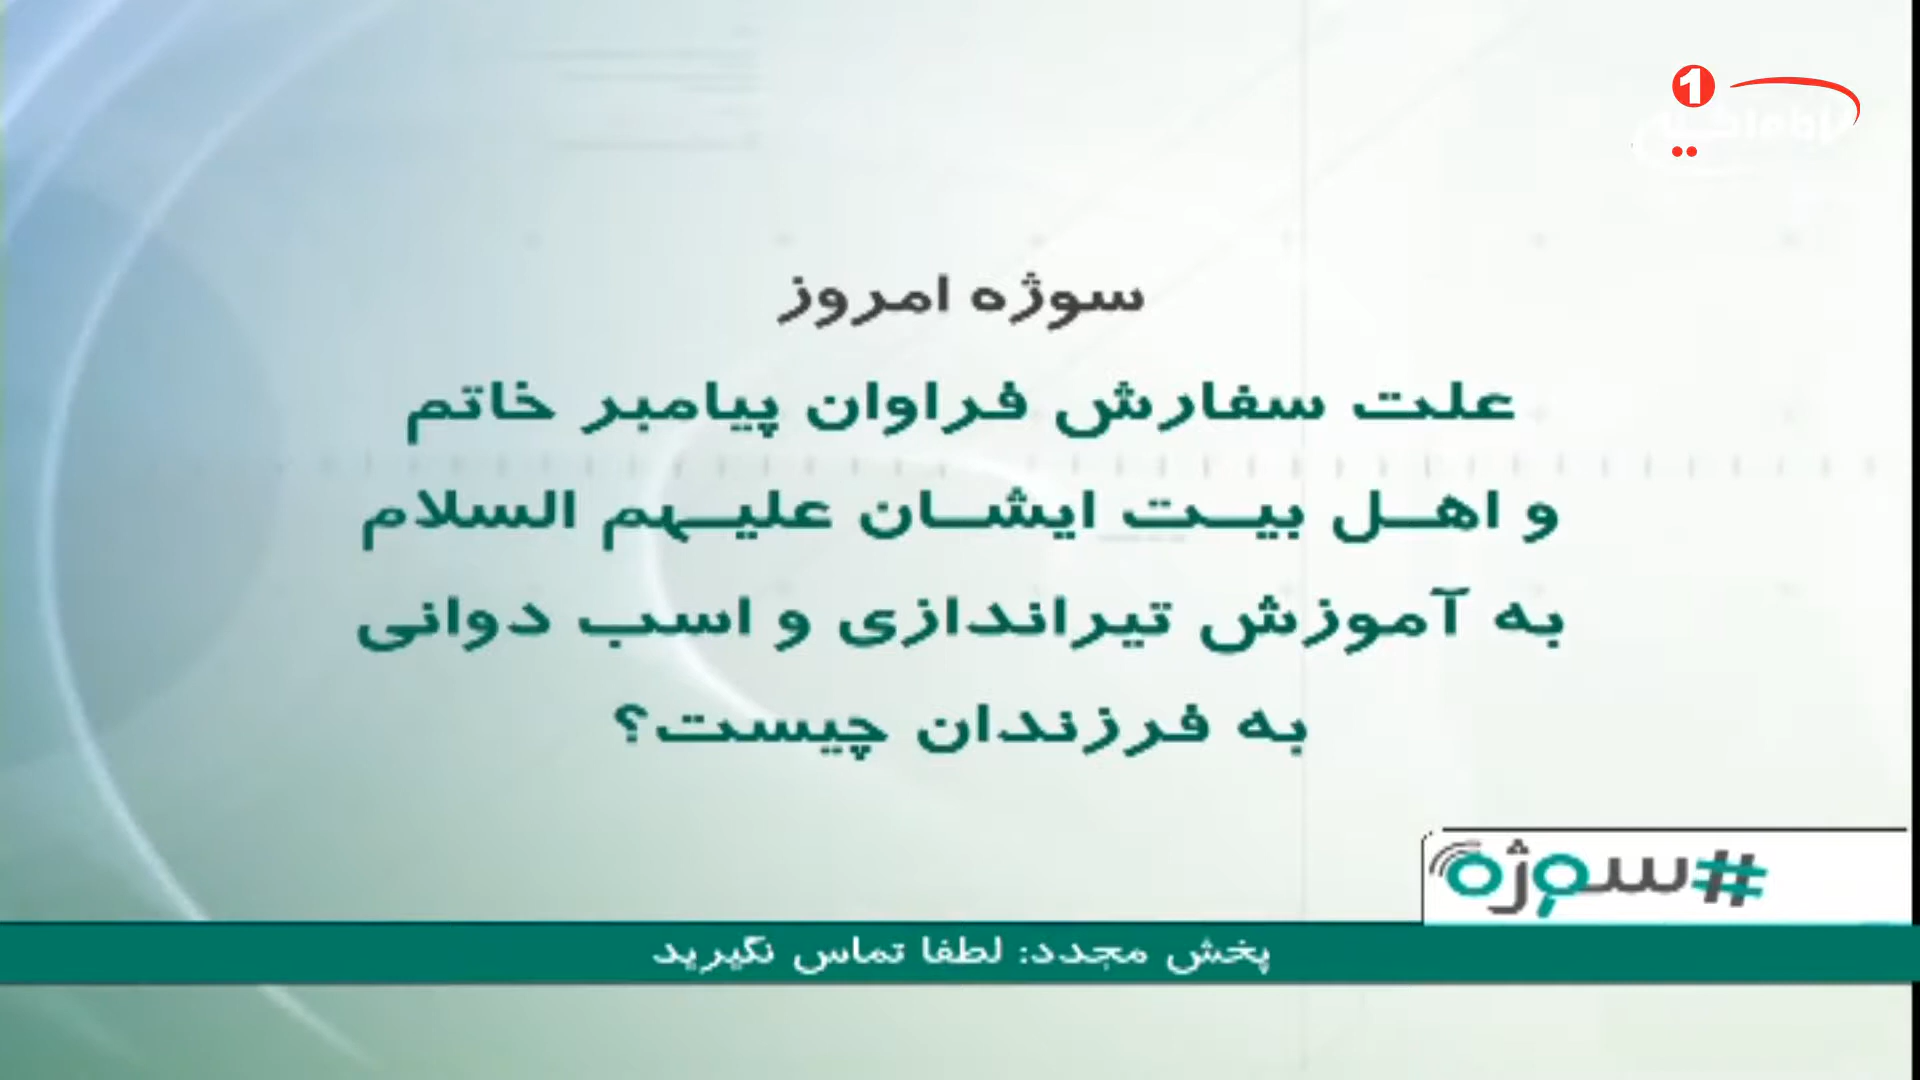 1
سوژه امروز
علت سفارش فراوان پیامبر خاتم
و اهل بیت ایشان علیهم السلام
به آموزش تیراندازی و اسب دوانی
به فرزندان چیست؟
#سوژه
پخش مجدد: لطفا تماس نگیرید